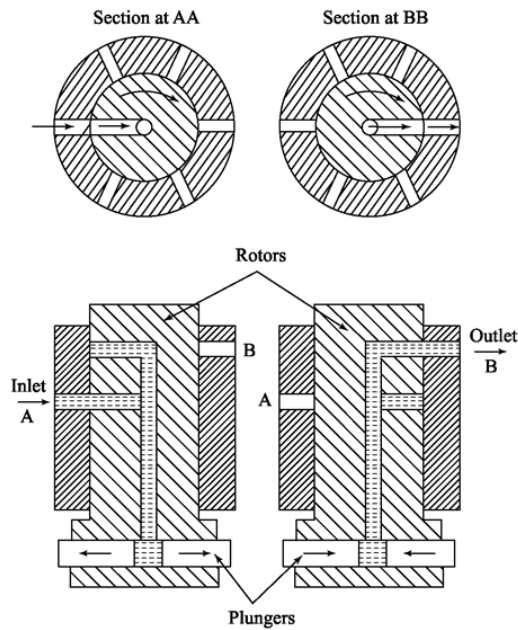 Section at AA
Section at BB
Rotors
Inlet
A
B
A
Outlet
B
Plungers